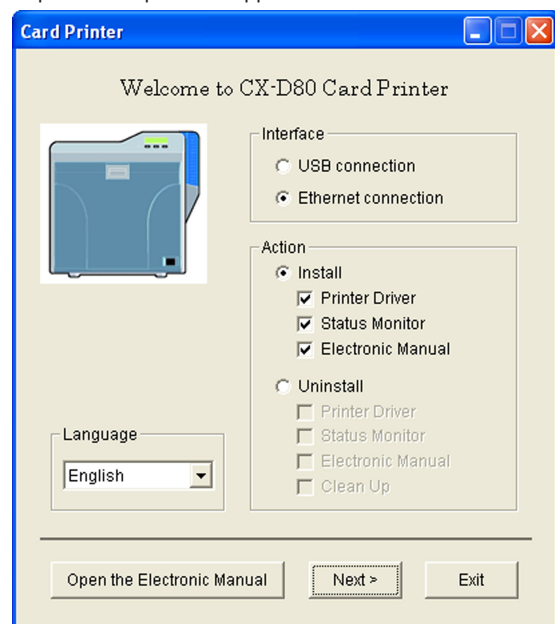 Card Printer
Welcome to CX-D80 Card Printer
Interface
USB connection
Ethernet connection
Action
Install
Printer Driver
Status Monitor
Electronic Manual
Uninstall
Printer Driver
Status Monitor
Electronic Manual
Clean Up
Language
English
Open the Electronic Manual
Next >
Exit